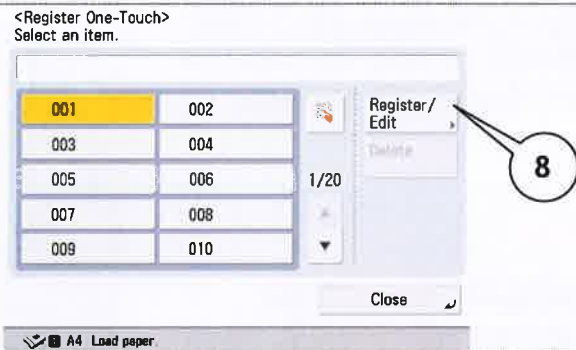 <Register One-Touch>
Select an item.
001 002
Register/
Edit
003 004
Delete
8
005 006 1/20
007 008
009 010
Close
A4 Load paper.